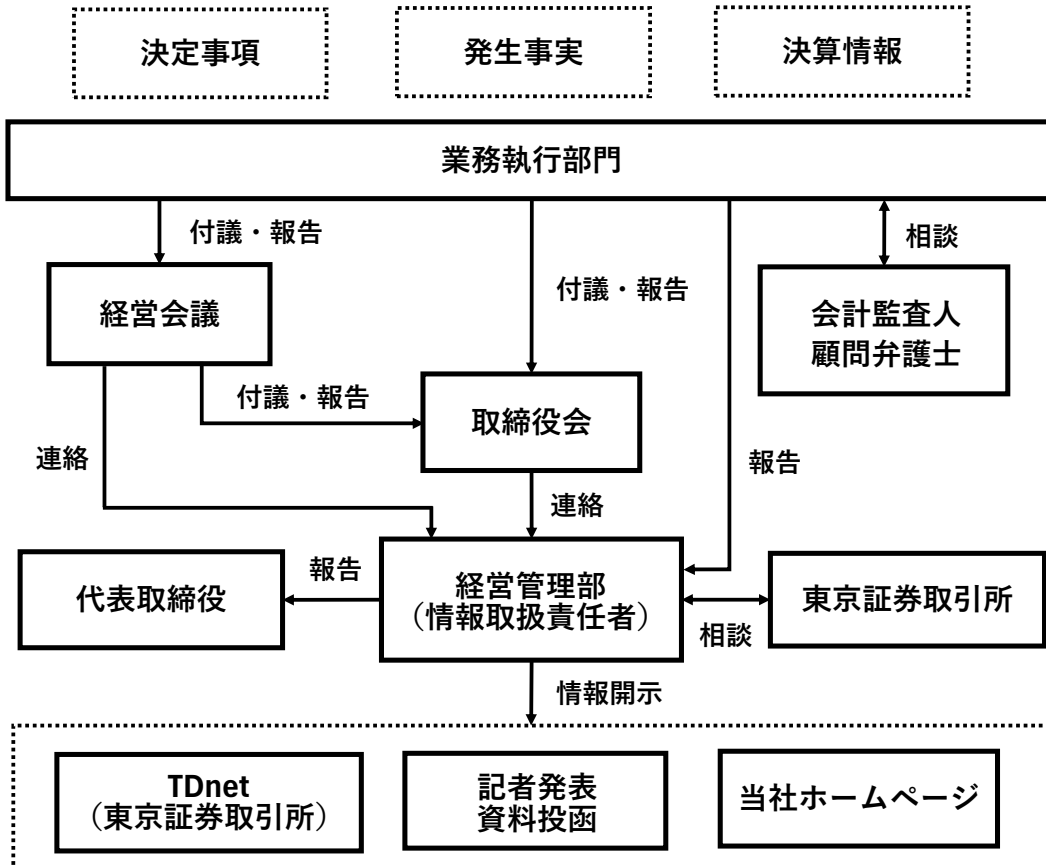 決定事項
発生事実
決算情報
業務執行部門
付議・報告
相談
経営会議
付議・報告
会計監査人
顧問弁護士
付議・報告
取締役会
連絡
報告
連絡
代表取締役
報告
経営管理部
（情報取扱責任者）
相談
東京証券取引所
情報開示
TDnet
（東京証券取引所）
記者発表
資料投函
当社ホームページ